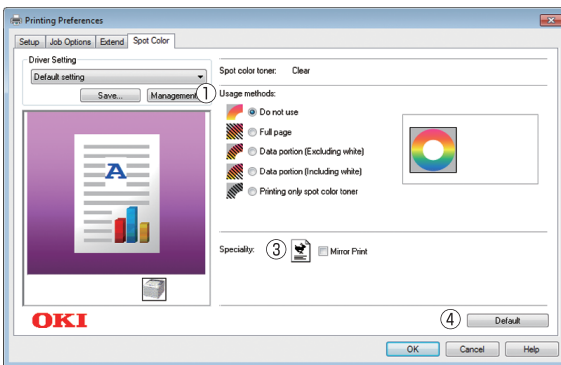 Printing Preferences
Setup Job Options Extend Spot Color
Driver Setting
Default setting
Save... Management
Spot color toner: Clear
① Usage methods:
Do not use
Full page
Data portion (Excluding white)
Data portion (Including white)
Printing only spot color toner
A
Speciality: ③ Mirror Print
OKI
④ Default
OK Cancel Help